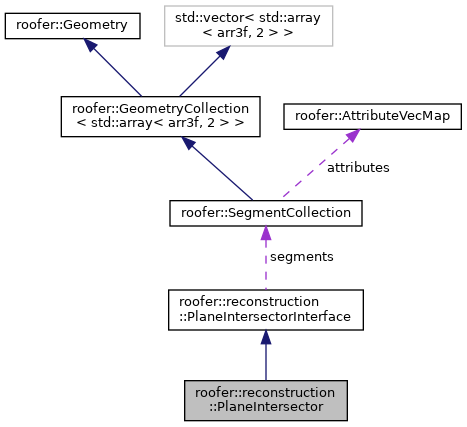 roofer::Geometry
std::vector< std::array
< arr3f, 2 > >
roofer::GeometryCollection
< std::array< arr3f, 2 > >
roofer::AttributeVecMap
attributes
roofer::SegmentCollection
segments
roofer::reconstruction
::PlaneIntersectorInterface
roofer::reconstruction
::PlaneIntersector